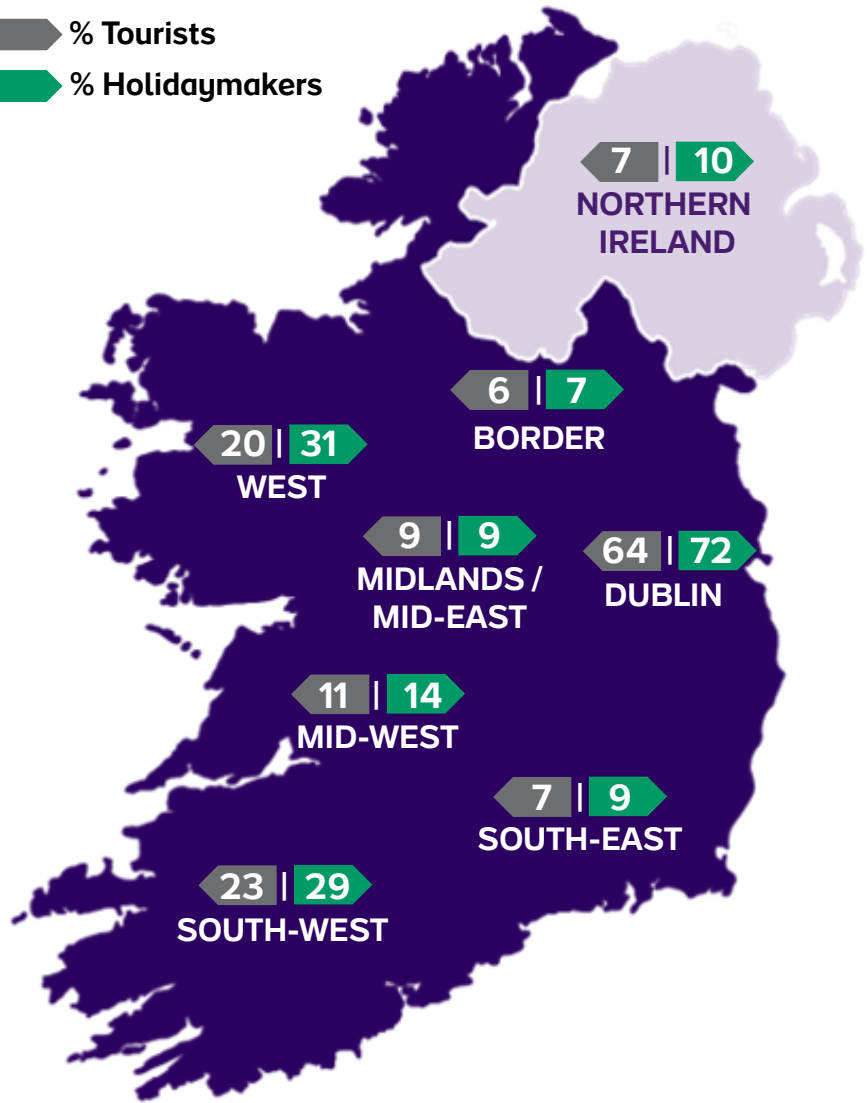 % Tourists
% Holidaymakers
7 | 10
NORTHERN
IRELAND
6 | 7
BORDER
20 | 31
WEST
9 | 9
MIDLANDS /
MID-EAST
64 | 72
DUBLIN
11 | 14
MID-WEST
7 | 9
SOUTH-EAST
23 | 29
SOUTH-WEST